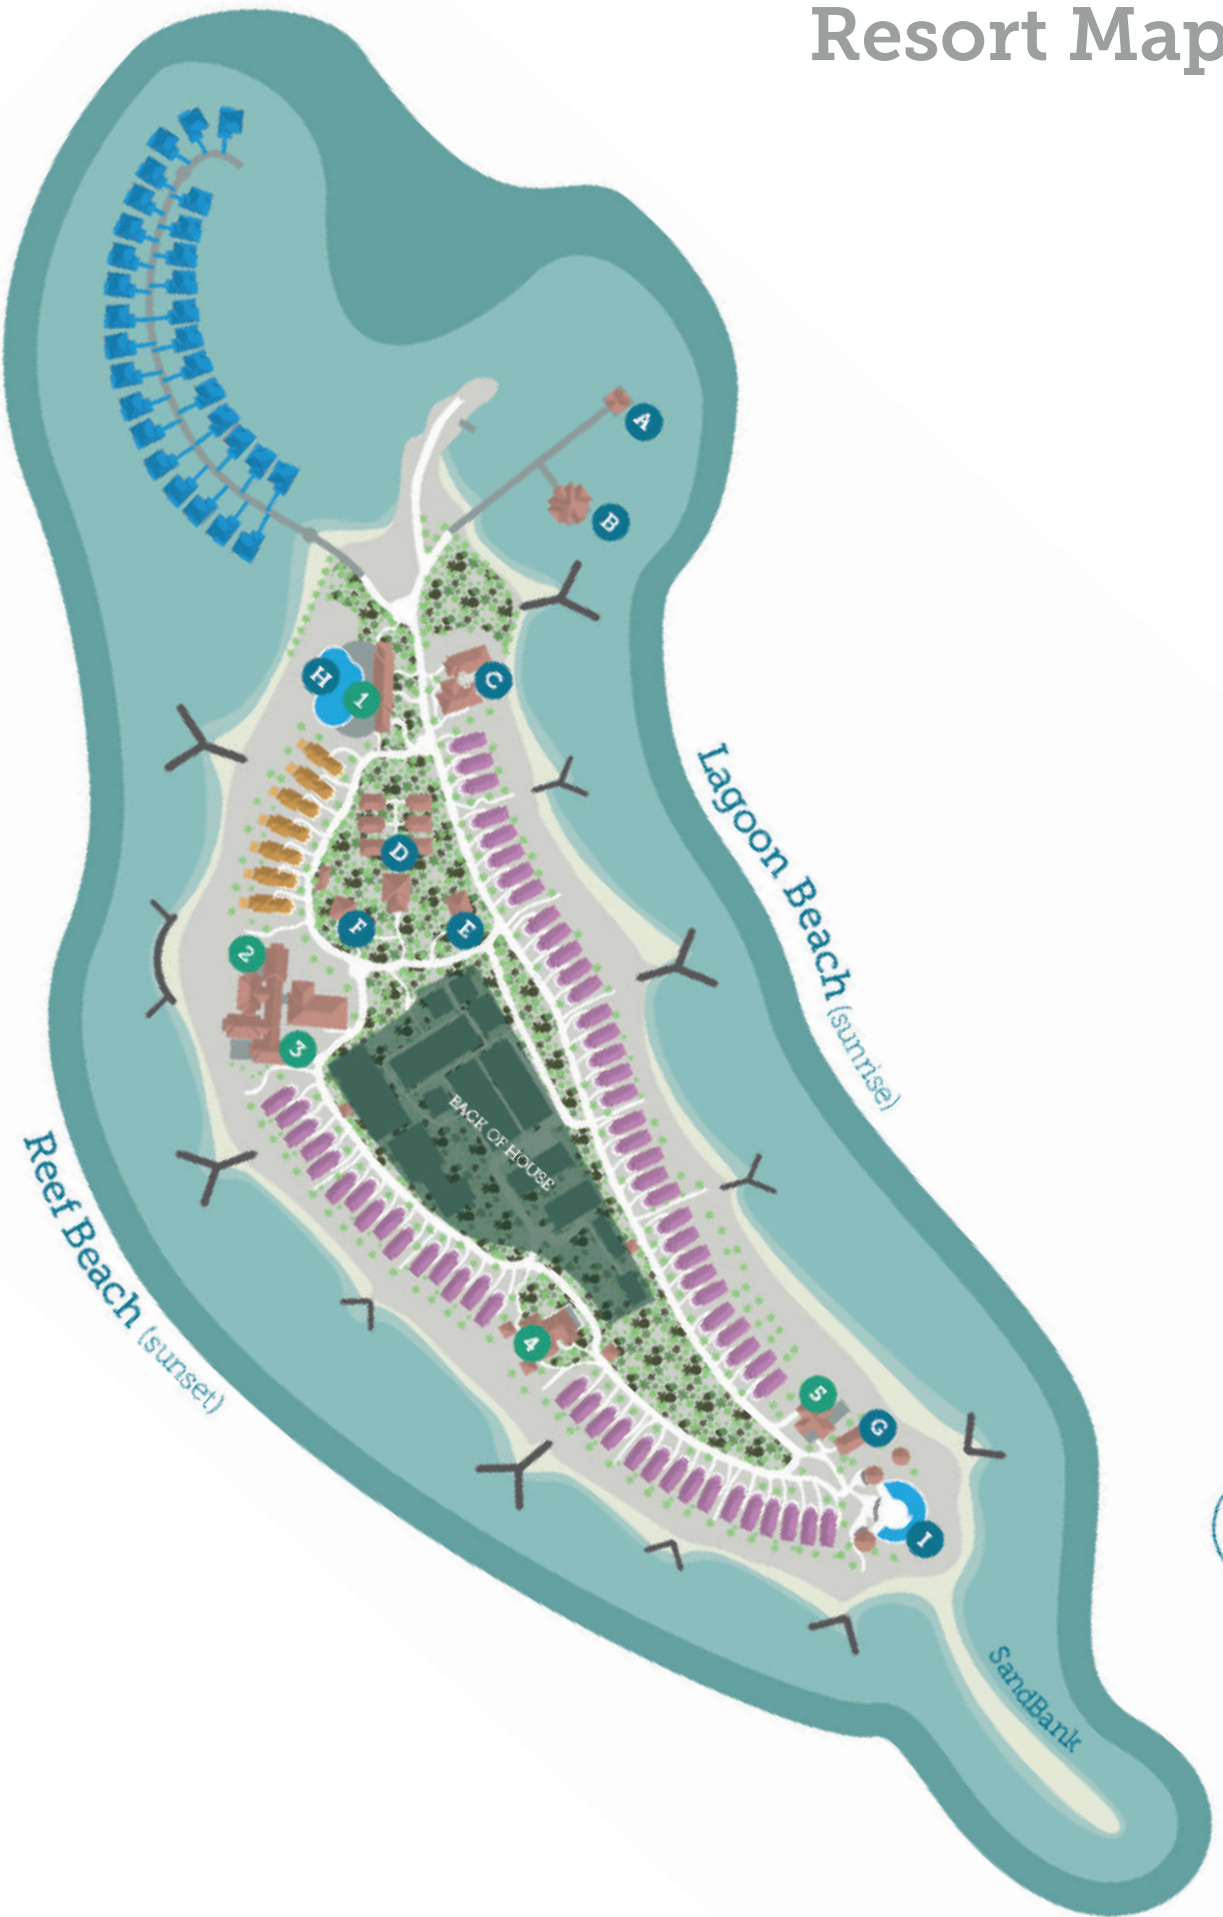 Resort Map
A
B
H
1
C
Lagoon Beach (sunrise)
D
F
E
2
3
BACK OF HOUSE
Reef Beach (sunset)
4
5
G
I
SandBank